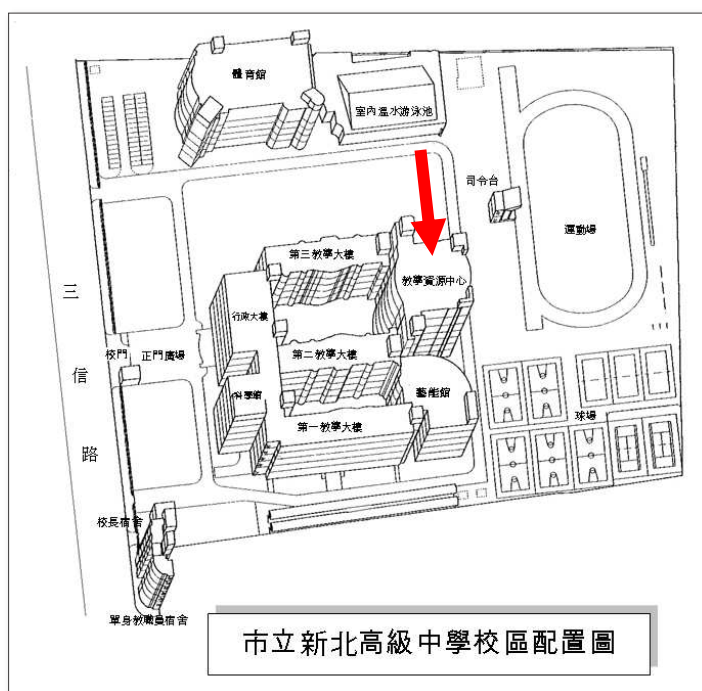 體育館
室內溫水游泳池
司令台
運動場
第三教學大樓
教學資源中心
行政大樓
三信路
校門
正門廣場
第二教學大樓
科學館
藝能館
第一教學大樓
球場
校長宿舍
單身教職員宿舍
市立新北高級中學校區配置圖